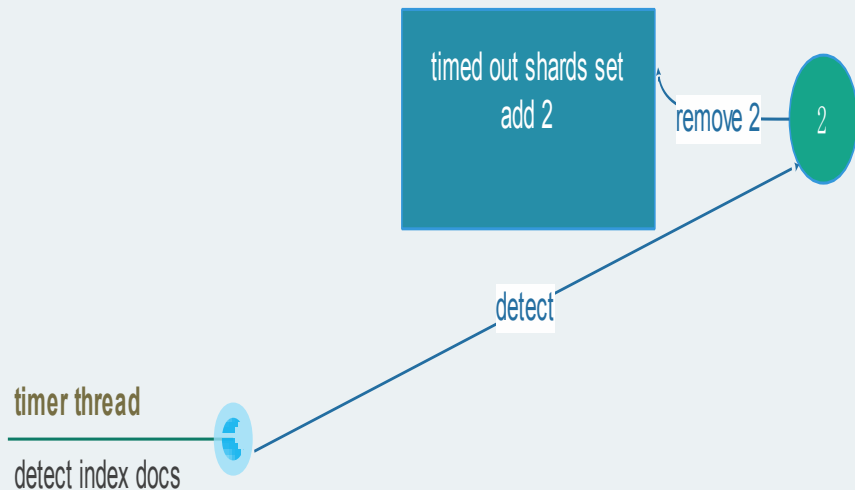 timed out shards set
add 2
remove 2
2
detect
timer thread
detect index docs